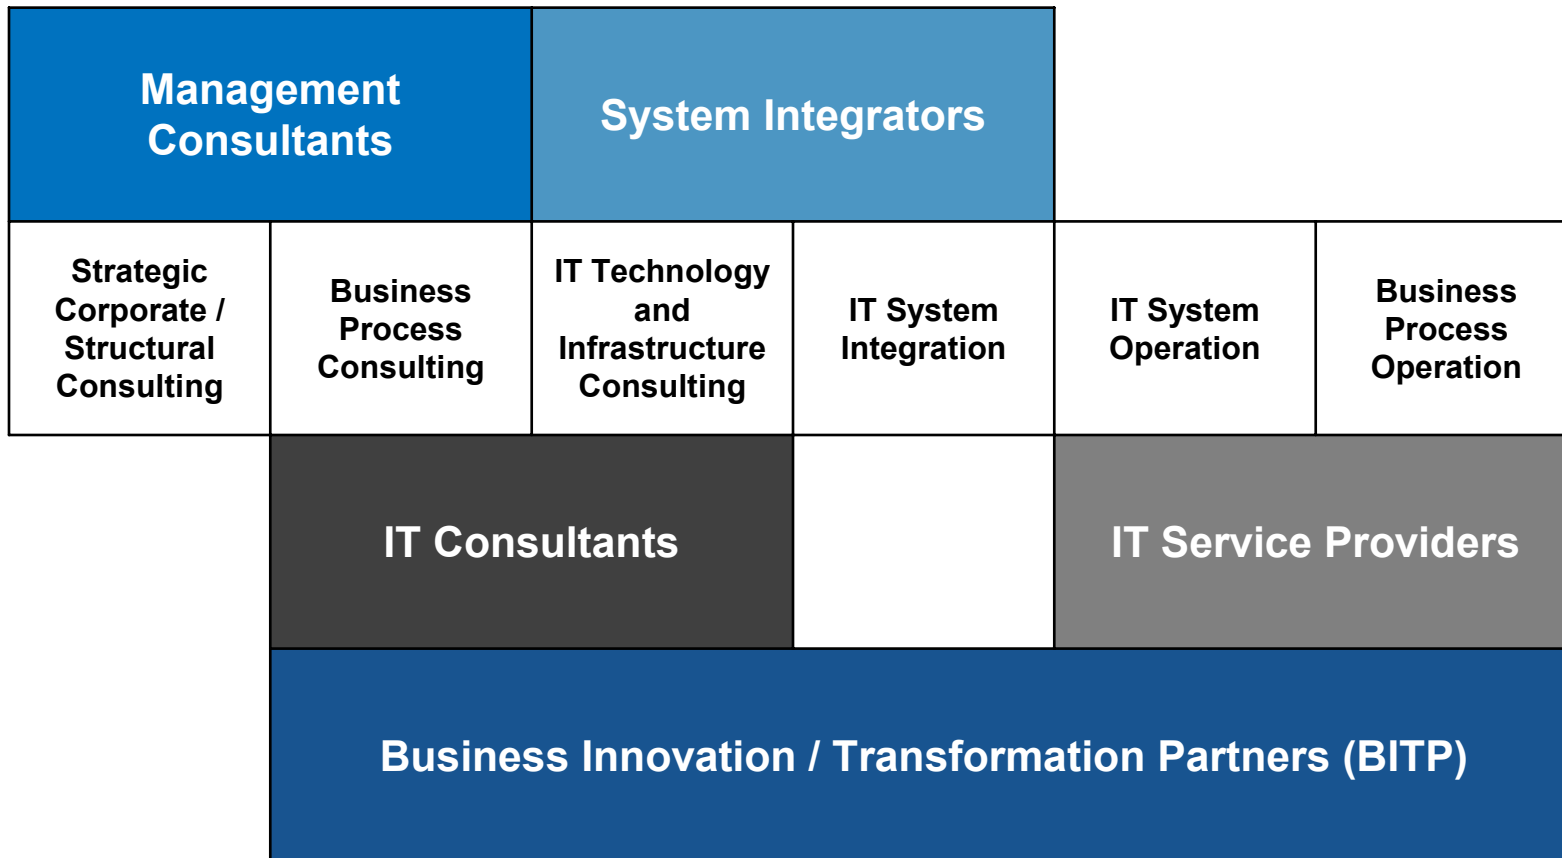 Management
Consultants
System Integrators
Strategic
Corporate /
Structural
Consulting
Business
Process
Consulting
IT Technology
and
Infrastructure
Consulting
IT System
Integration
IT System
Operation
Business
Process
Operation
IT Consultants
IT Service Providers
Business Innovation / Transformation Partners (BITP)